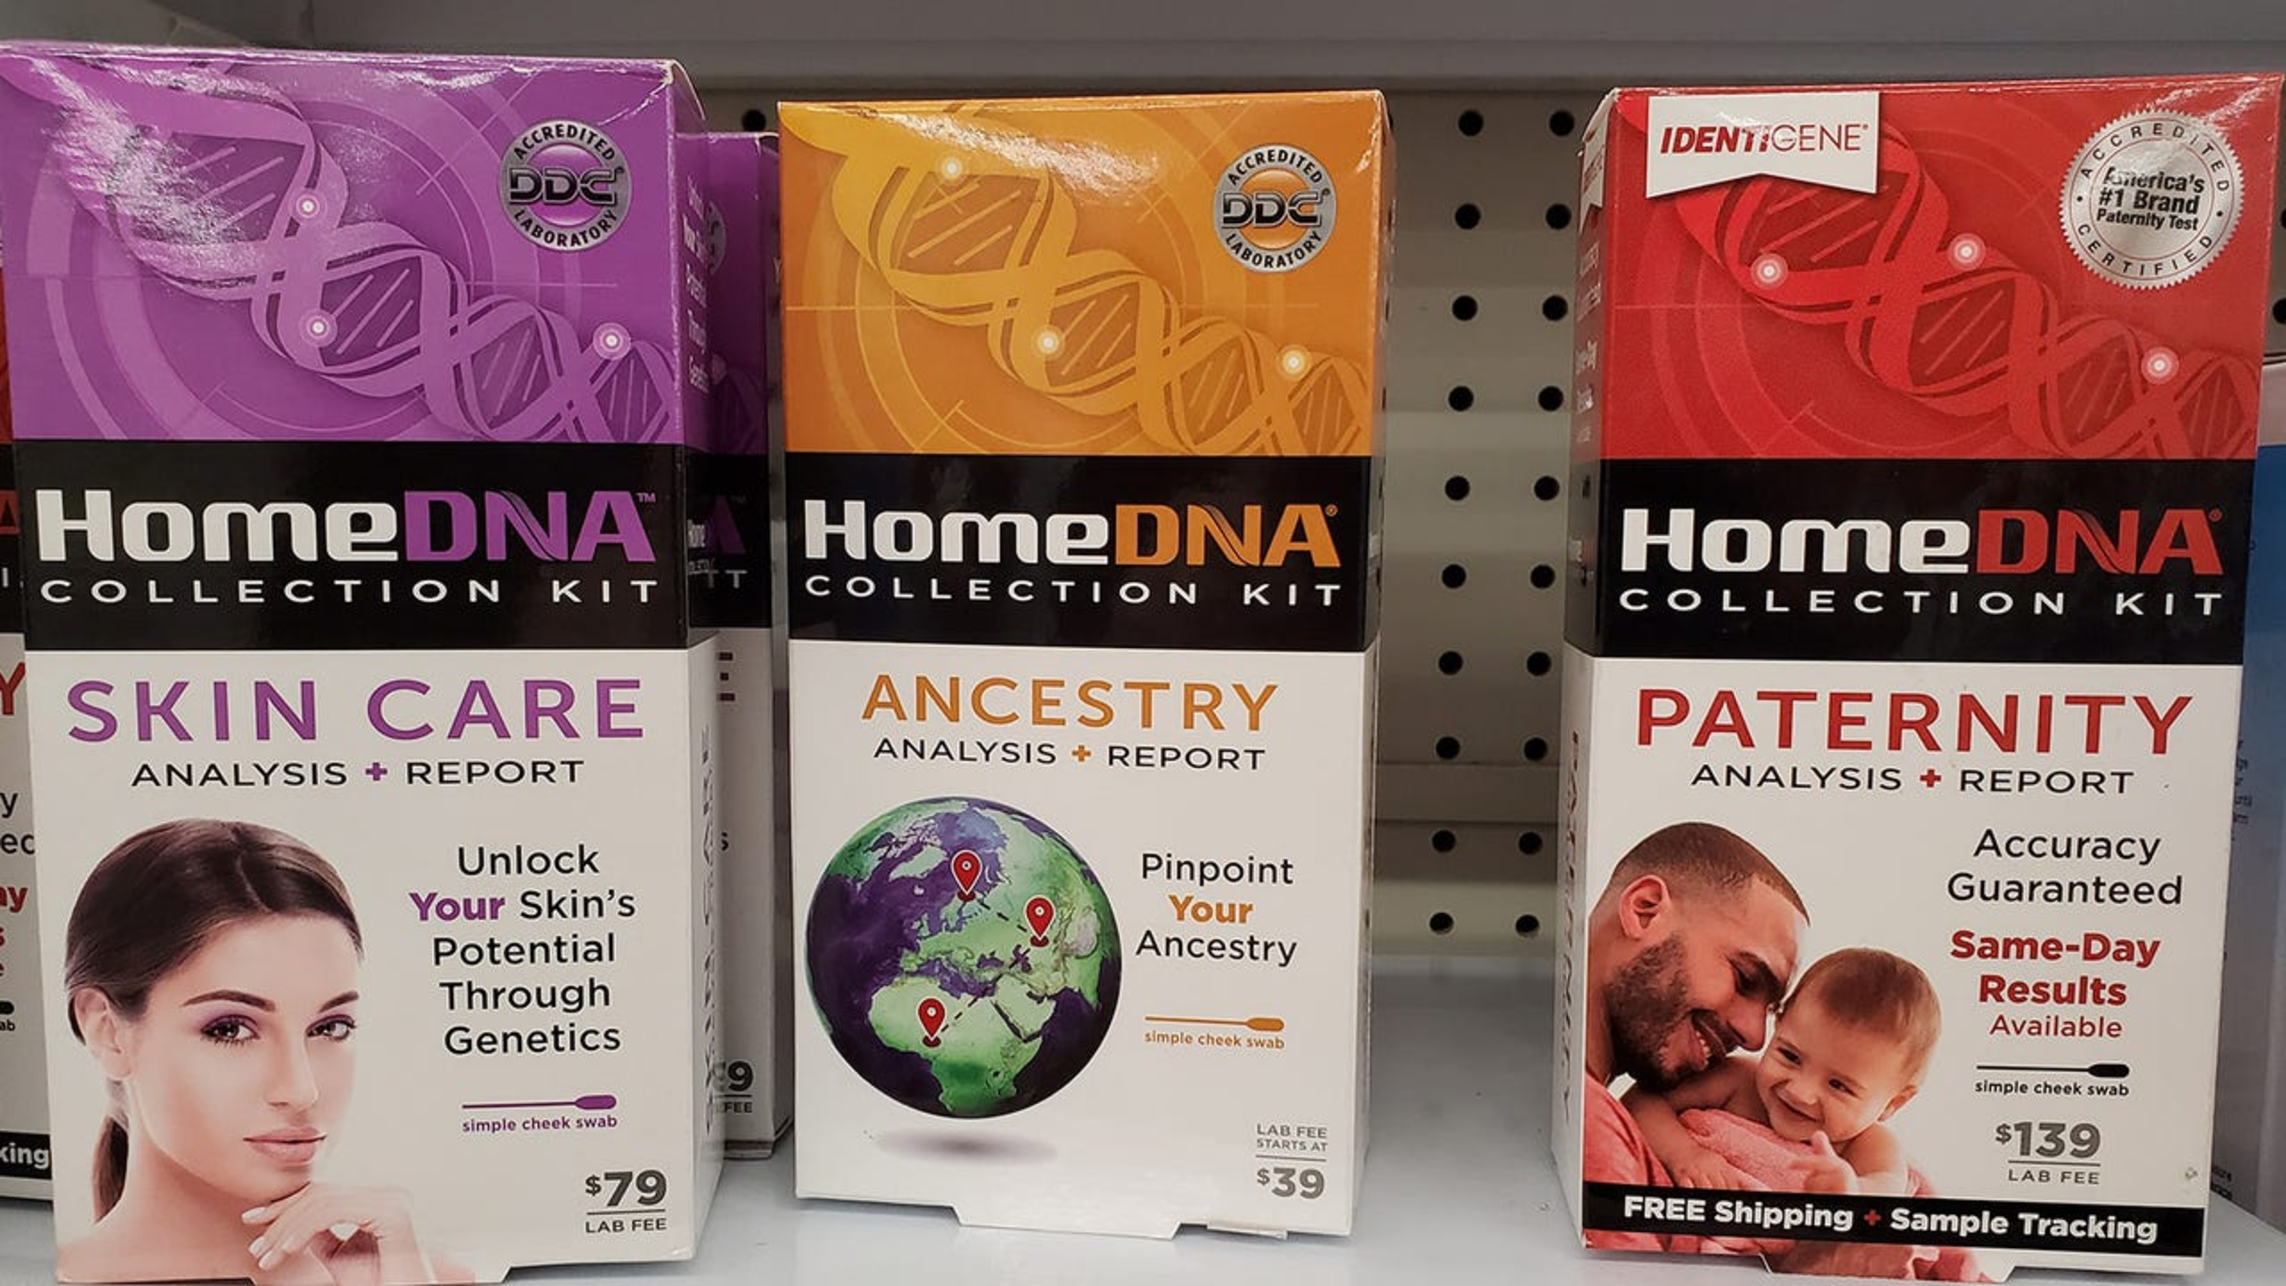 ACCREDITED
DDC®
LABORATORY
HomeDNA™
COLLECTION KIT
SKIN CARE
ANALYSIS + REPORT
Unlock
Your Skin's
Potential
Through
Genetics
simple cheek swab
$79
LAB FEE
ACCREDITED
DDC®
LABORATORY
HomeDNA®
COLLECTION KIT
ANCESTRY
ANALYSIS + REPORT
Pinpoint
Your
Ancestry
simple cheek swab
LAB FEE
STARTS AT
$39
IDENTIGENE®
ACCREDITED
America's
#1 Brand
Paternity Test
CERTIFIED
HomeDNA®
COLLECTION KIT
PATERNITY
ANALYSIS + REPORT
Accuracy
Guaranteed
Same-Day
Results
Available
simple cheek swab
$139
LAB FEE
FREE Shipping + Sample Tracking